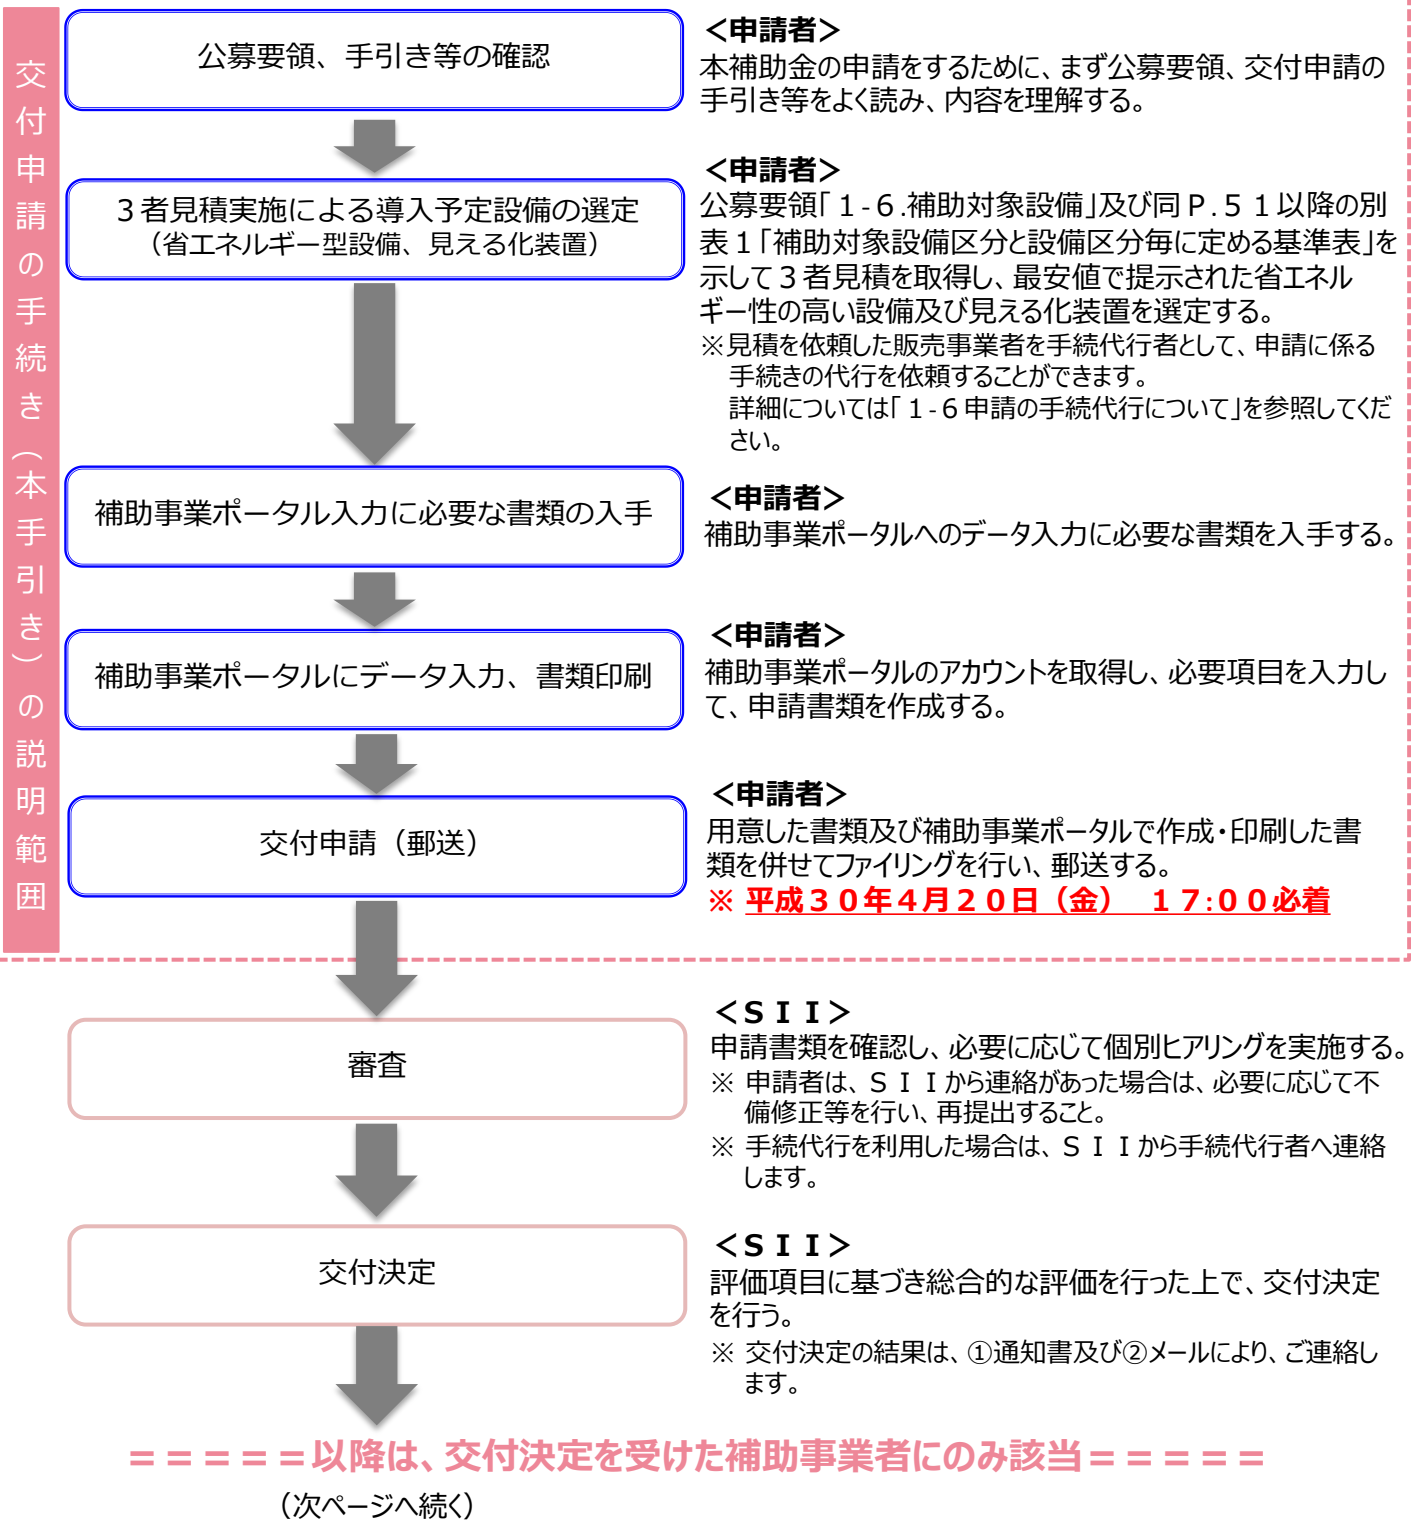 交付申請の手続き（本手引き）の説明範囲
公募要領、手引き等の確認
＜申請者＞
本補助金の申請をするために、まず公募要領、交付申請の
手引き等をよく読み、内容を理解する。
３者見積実施による導入予定設備の選定
（省エネルギー型設備、見える化装置）
＜申請者＞
公募要領「１-６.補助対象設備」及び同Ｐ.５１以降の別
表１「補助対象設備区分と設備区分毎に定める基準表」を
示して３者見積を取得し、最安値で提示された省エネル
ギー性の高い設備及び見える化装置を選定する。
※見積を依頼した販売事業者を手続代行者として、申請に係る
手続きの代行を依頼することができます。
詳細については「１-６申請の手続代行について」を参照してくだ
さい。
補助事業ポータル入力に必要な書類の入手
＜申請者＞
補助事業ポータルへのデータ入力に必要な書類を入手する。
補助事業ポータルにデータ入力、書類印刷
＜申請者＞
補助事業ポータルのアカウントを取得し、必要項目を入力し
て、申請書類を作成する。
交付申請（郵送）
＜申請者＞
用意した書類及び補助事業ポータルで作成・印刷した書
類を併せてファイリングを行い、郵送する。
※ 平成３０年４月２０日（金）　１７:００必着
審査
＜ＳＩＩ＞
申請書類を確認し、必要に応じて個別ヒアリングを実施する。
※ 申請者は、ＳＩＩから連絡があった場合は、必要に応じて不
備修正等を行い、再提出すること。
※ 手続代行を利用した場合は、ＳＩＩから手続代行者へ連絡
します。
交付決定
＜ＳＩＩ＞
評価項目に基づき総合的な評価を行った上で、交付決定
を行う。
※ 交付決定の結果は、①通知書及び②メールにより、ご連絡し
ます。
＝＝＝＝＝以降は、交付決定を受けた補助事業者にのみ該当＝＝＝＝＝
（次ページへ続く）